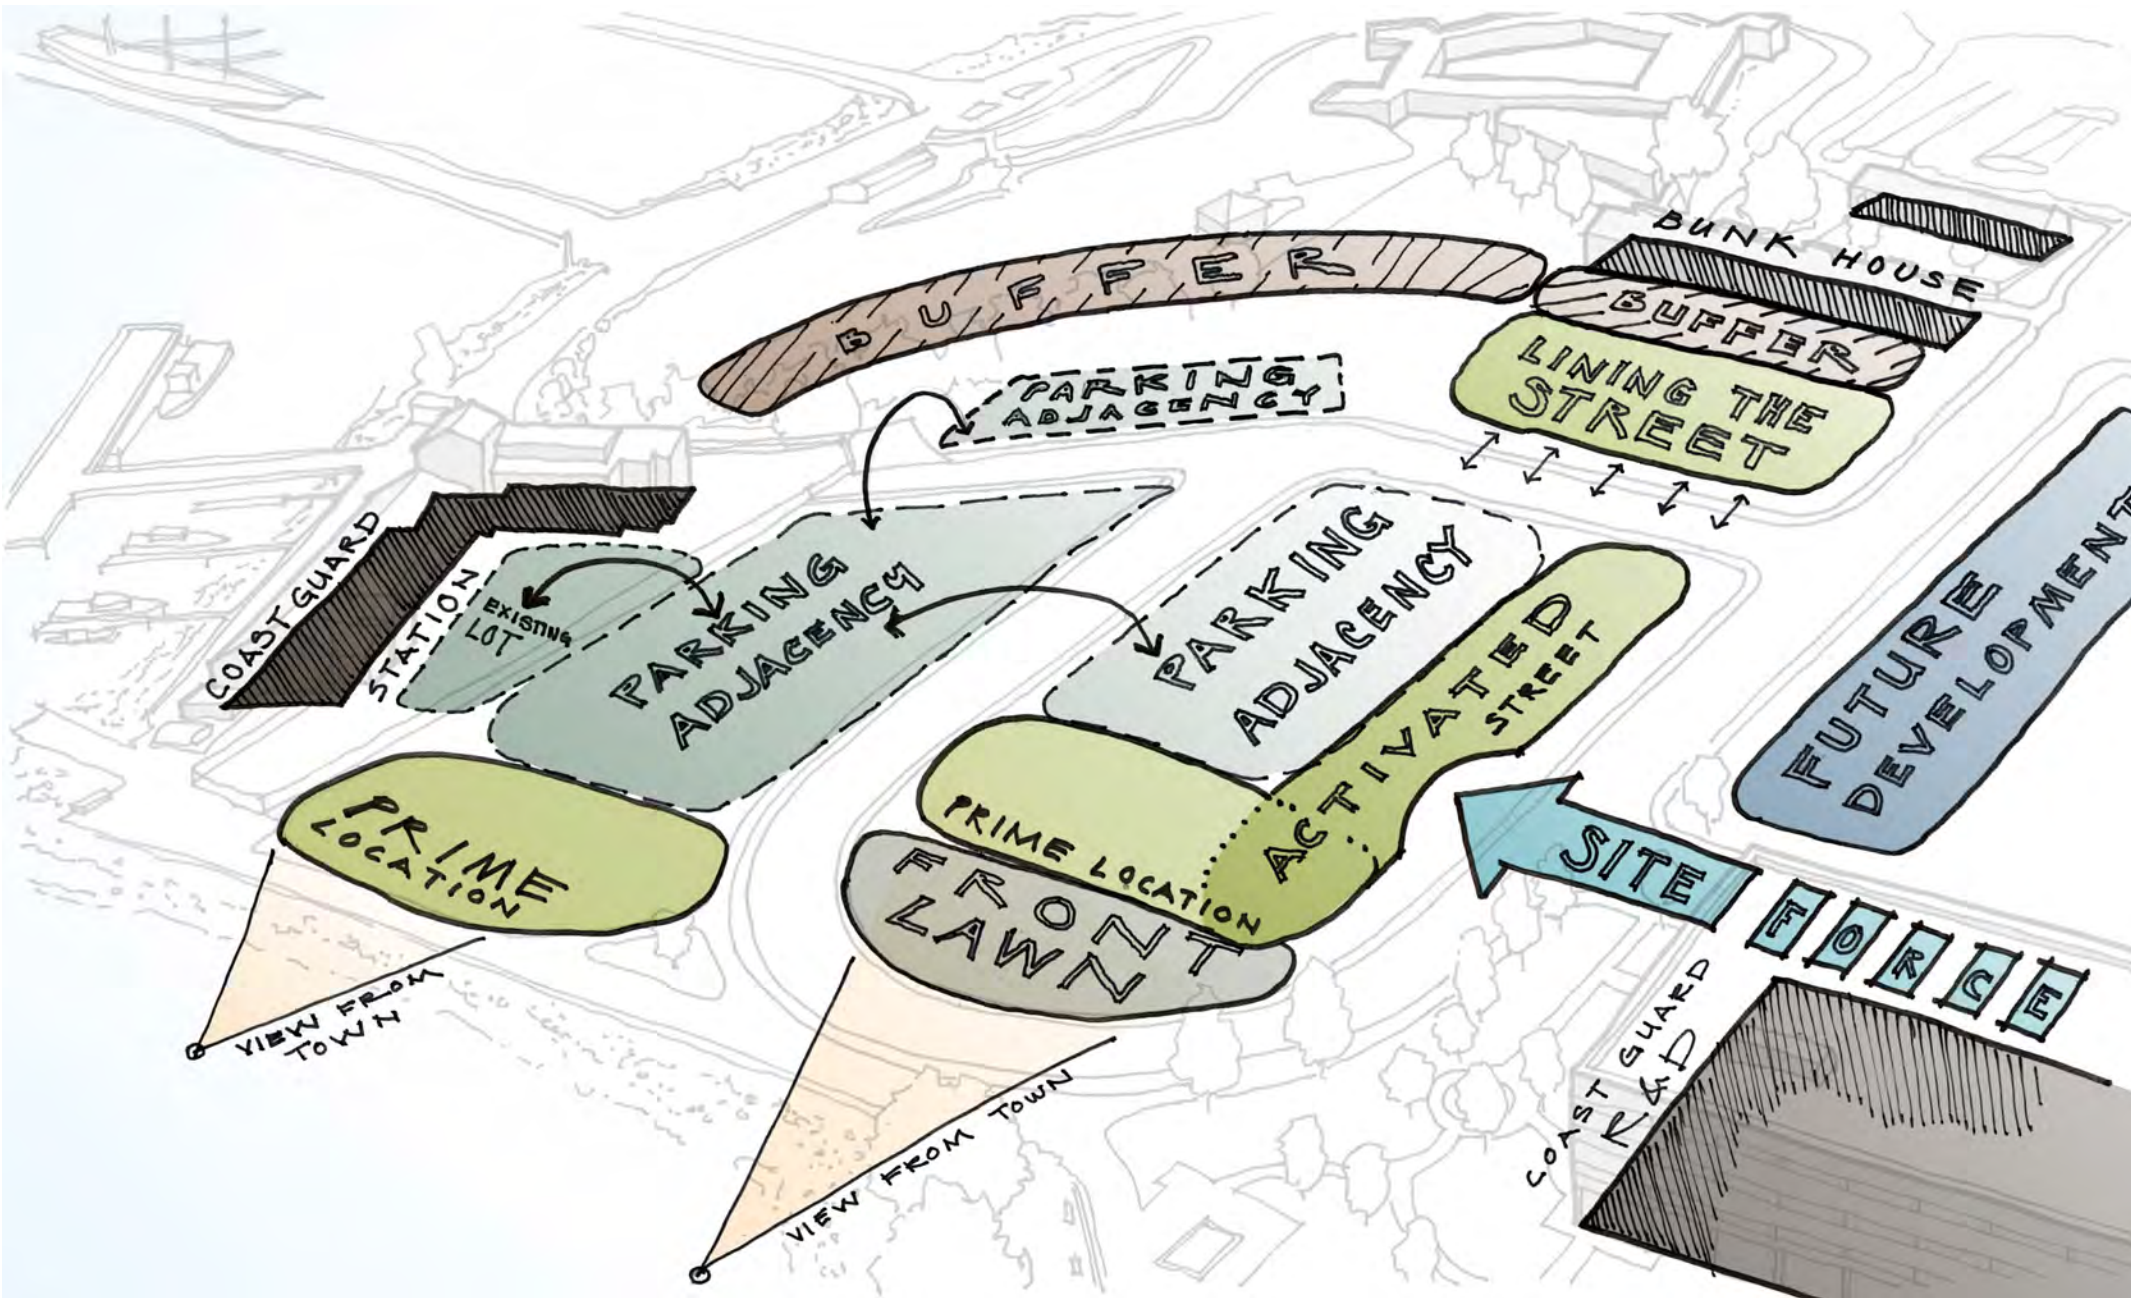 BUNK HOUSE
BUFFER
BUFFER
LINING THE
STREET
PARKING
ADJACENCY
COAST GUARD
STATION
EXISTING
LOT
PARKING
ADJACENCY
PARKING
ADJACENCY
ACTIVATED
STREET
FUTURE
DEVELOPMENT
PRIME
LOCATION
PRIME LOCATION
FRONT
LAWN
SITE FORCE
VIEW FROM
TOWN
VIEW FROM TOWN
COAST GUARD
R&D